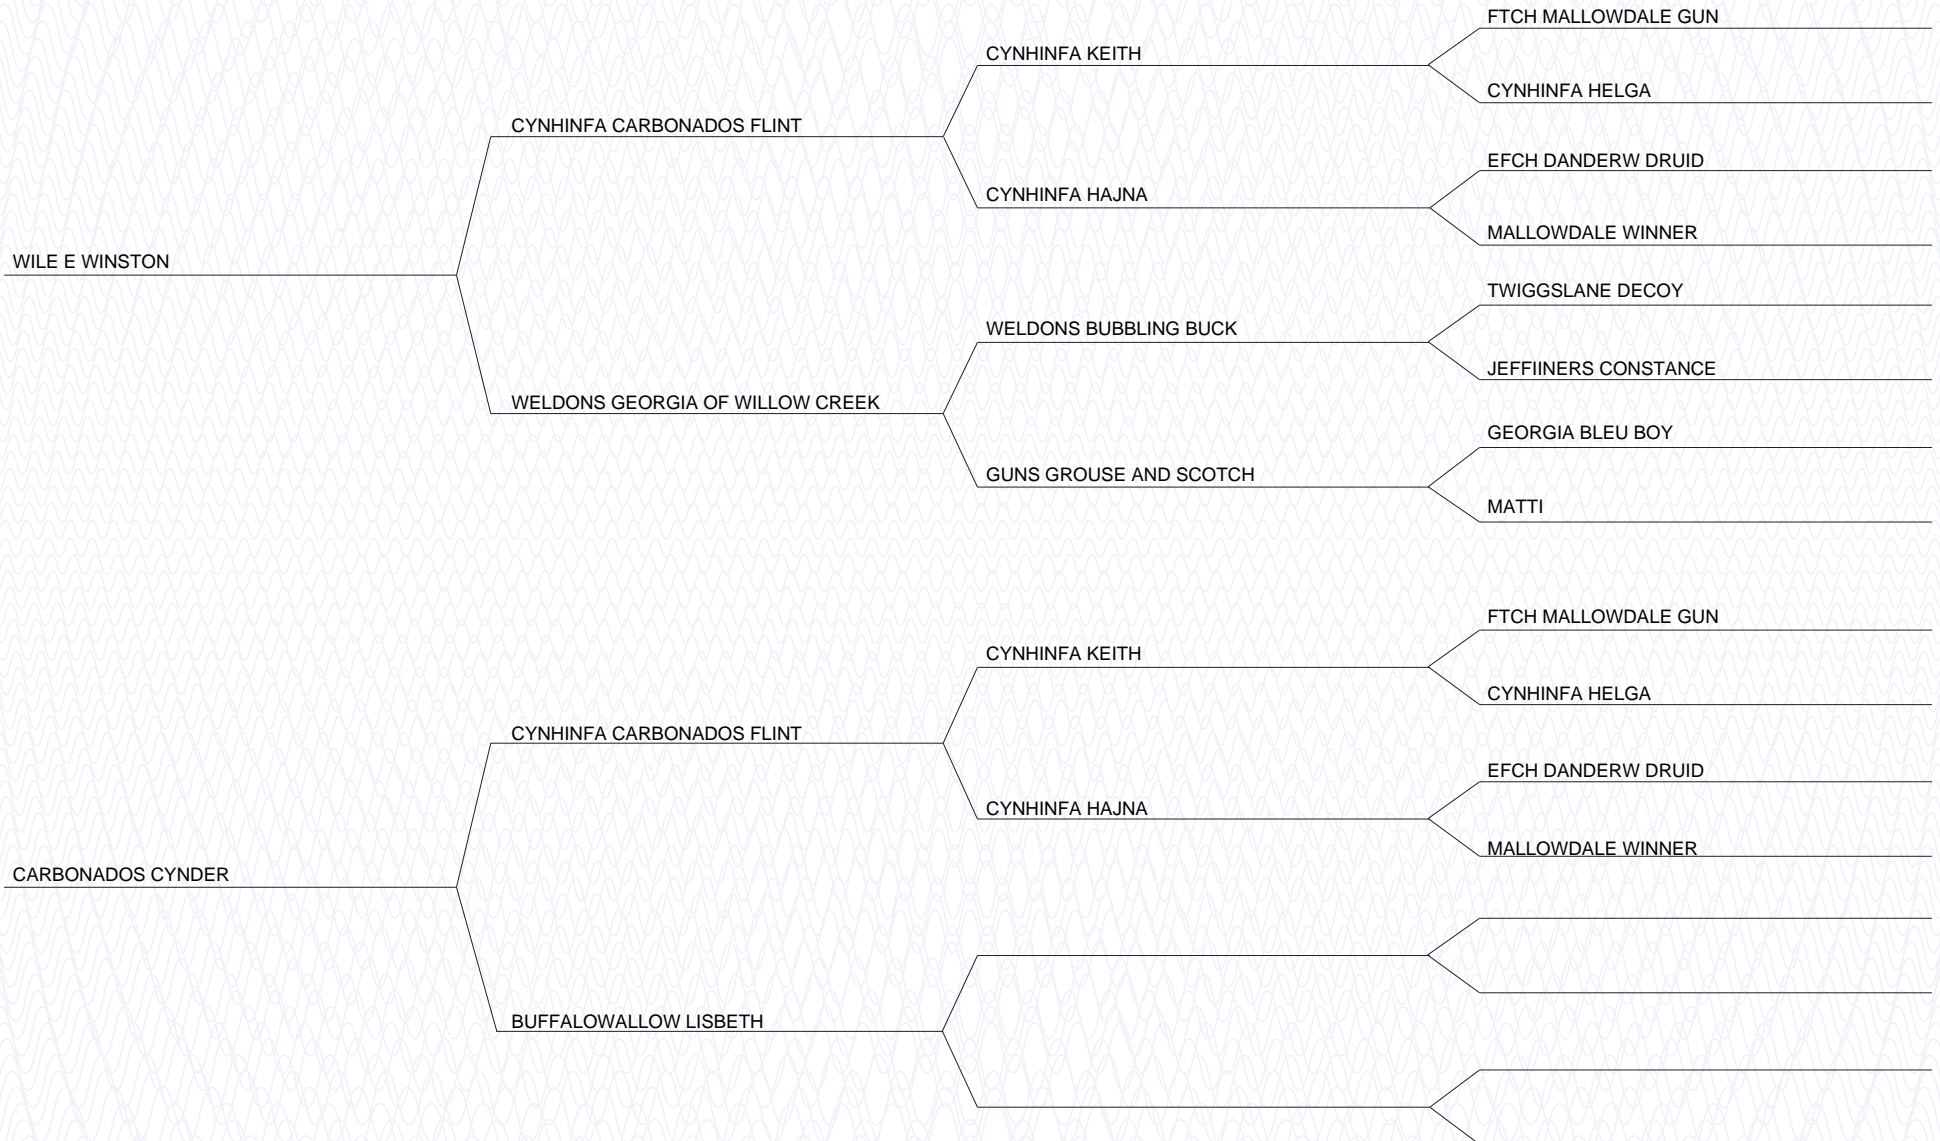 FTCH MALLOWDALE GUN
CYNHINFA KEITH
CYNHINFA HELGA
CYNHINFA CARBONADOS FLINT
EFCH DANDERW DRUID
CYNHINFA HAJNA
MALLOWDALE WINNER
WILE E WINSTON
TWIGGSLANE DECOY
WELDONS BUBBLING BUCK
JEFFIINERS CONSTANCE
WELDONS GEORGIA OF WILLOW CREEK
GEORGIA BLEU BOY
GUNS GROUSE AND SCOTCH
MATTI
FTCH MALLOWDALE GUN
CYNHINFA KEITH
CYNHINFA HELGA
CYNHINFA CARBONADOS FLINT
EFCH DANDERW DRUID
CYNHINFA HAJNA
MALLOWDALE WINNER
CARBONADOS CYNDER
BUFFALOWALLOW LISBETH